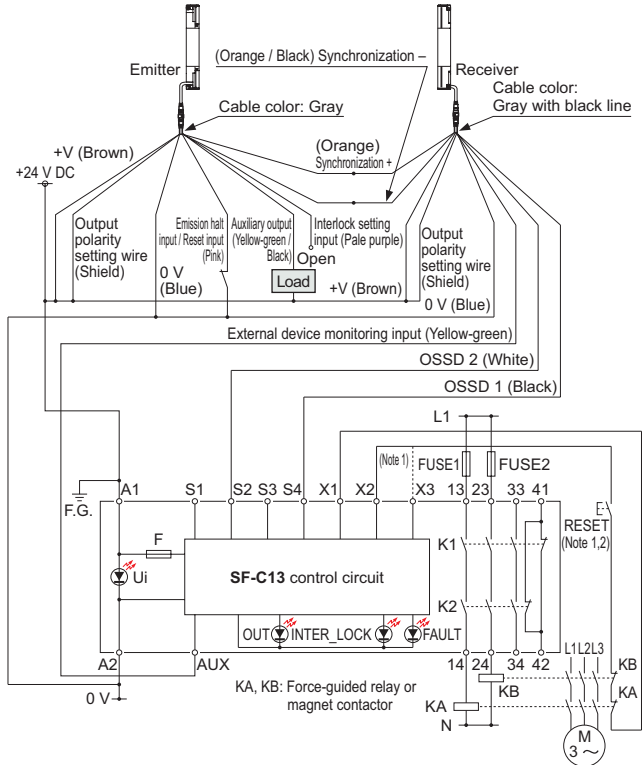 (Orange / Black) Synchronization –
Emitter
Receiver
Cable color: Gray
Cable color:
Gray with black line
+V (Brown)
(Orange)
Synchronization +
+24 V DC
Output
polarity
setting wire
(Shield)
0 V
(Blue)
Emission halt
input / Reset input
(Pink)
Auxiliary output
(Yellow-green /
Black)
Interlock setting
input (Pale purple)
Open
Load
+V (Brown)
Output
polarity
setting wire
(Shield)
0 V (Blue)
External device monitoring input (Yellow-green)
OSSD 2 (White)
OSSD 1 (Black)
L1
(Note 1)
FUSE1
FUSE2
F.G.
A1
S1
S2
S3
S4
X1
X2
X3
13
23
33
41
RESET
(Note 1,2)
F
Ui
SF-C13 control circuit
K1
K2
OUT
INTER_LOCK
FAULT
A2
AUX
14
24
34
42
L1
L2
L3
0 V
KA, KB: Force-guided relay or
magnet contactor
KA
KB
N
KB
KA
M
3 ~